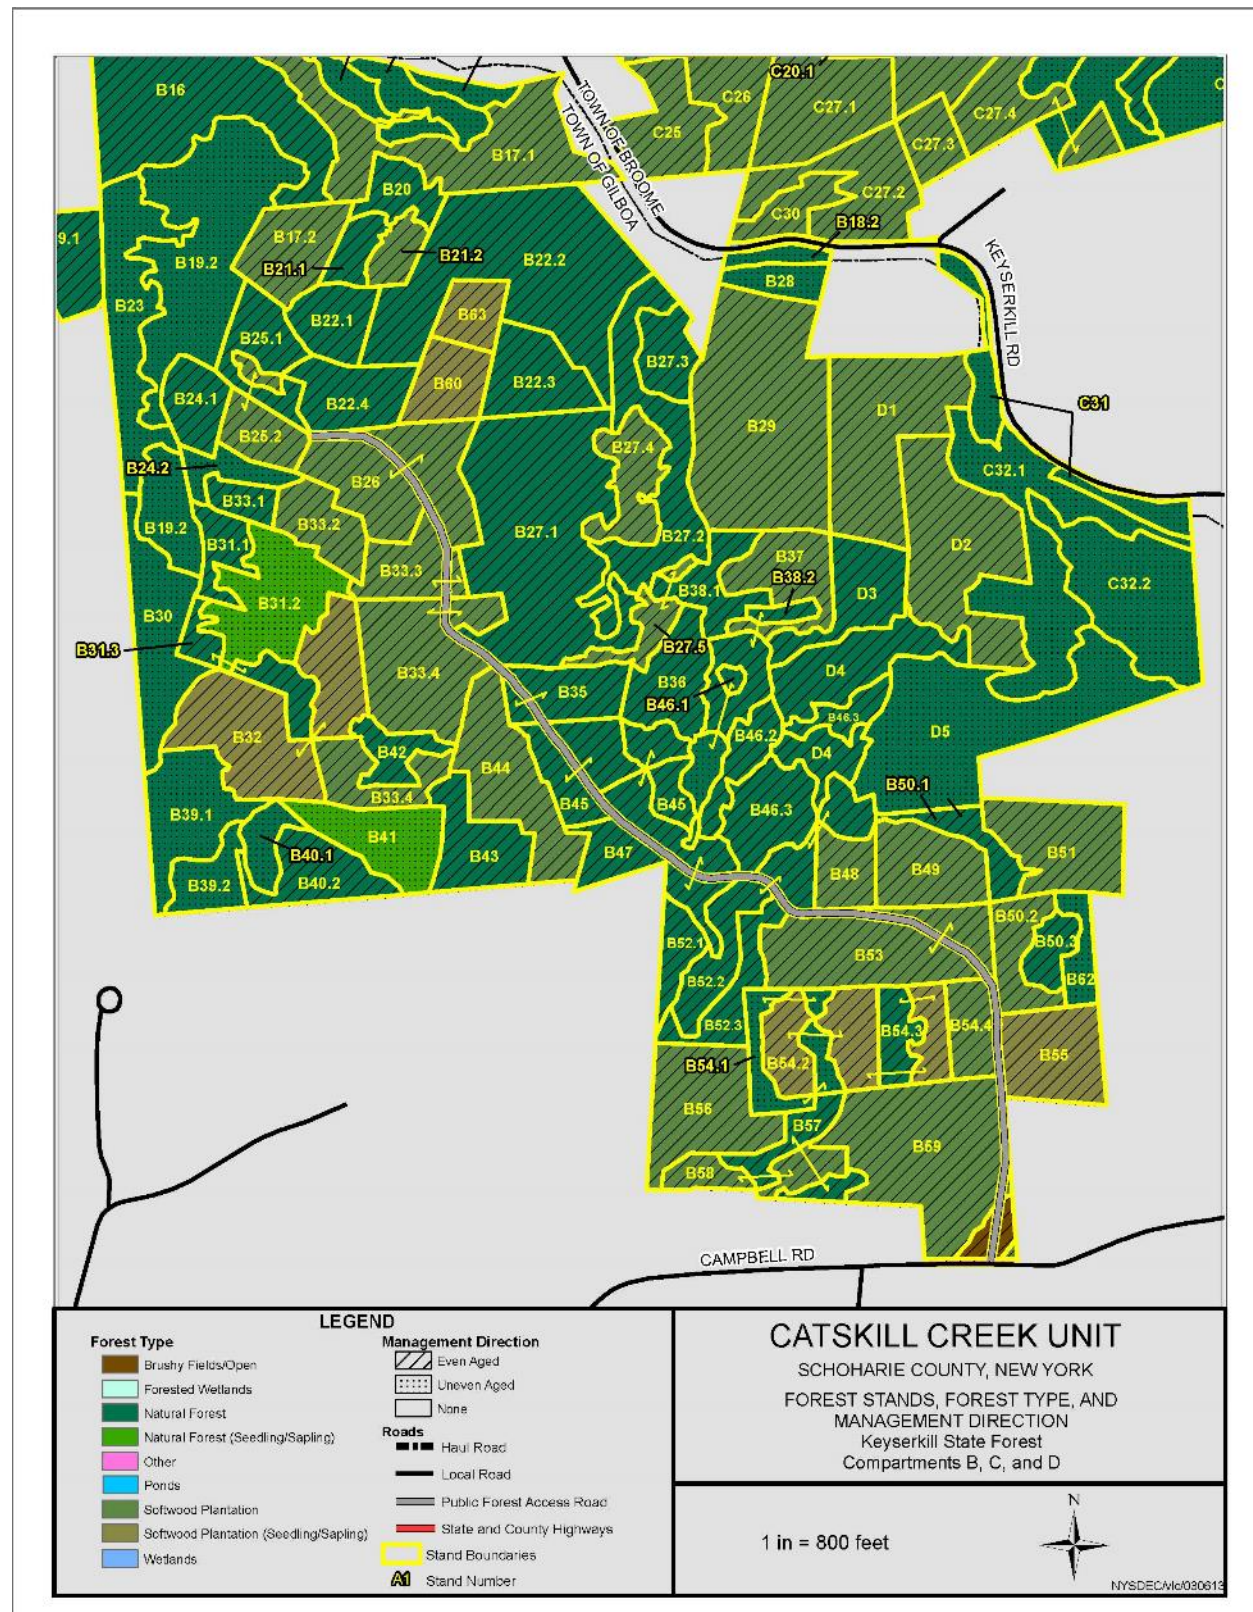 C20.1
B16
C26
C27.1
C27.4
TOWN OF BROOME
TOWN OF GILBOA
C25
C27.3
B17.1
B20
C27.2
C30
B18.2
9.1
B17.2
B21.2
B19.2
B21.1
B22.2
KEYSERKILL RD
B28
B23
B63
B22.1
B25.1
B27.3
B60
B22.3
B24.1
B22.4
C31
D1
B29
B25.2
B27.4
B24.2
C32.1
B26
B33.1
B19.2
B33.2
B27.1
B27.2
B31.1
D2
B33.3
B37
B38.2
C32.2
B38.1
D3
B31.2
B30
B31.3
B27.5
B33.4
B36
D4
B35
B46.1
B46.3
B32
B46.2
D5
B42
D4
B44
B50.1
B33.4
B45
B45
B46.3
B39.1
B41
B51
B40.1
B47
B43
B48
B49
B39.2
B40.2
B50.2
B52.1
B50.3
B53
B52.2
B62
B52.3
B54.3
B54.4
B54.1
B54.2
B55
B56
B57
B59
B58
CAMPBELL RD
LEGEND
Forest Type
Brushy Fields/Open
Forested Wetlands
Natural Forest
Natural Forest (Seedling/Sapling)
Other
Ponds
Softwood Plantation
Softwood Plantation (Seedling/Sapling)
Wetlands
Management Direction
Even Aged
Uneven Aged
None
Roads
Haul Road
Local Road
Public Forest Access Road
State and County Highways
Stand Boundaries
A1 Stand Number
CATSKILL CREEK UNIT
SCHOHARIE COUNTY, NEW YORK
FOREST STANDS, FOREST TYPE, AND
MANAGEMENT DIRECTION
Keyserkill State Forest
Compartments B, C, and D
1 in = 800 feet
N
NYSDEC/vlc/030613